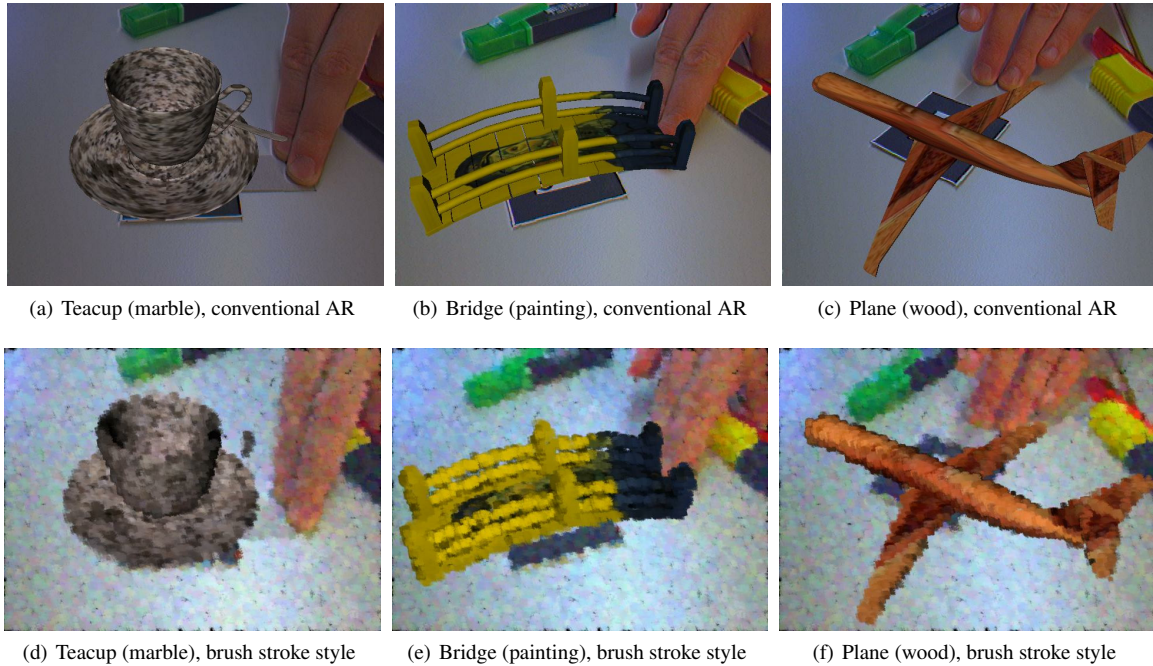 (a) Teacup (marble), conventional AR
(b) Bridge (painting), conventional AR
(c) Plane (wood), conventional AR
(d) Teacup (marble), brush stroke style
(e) Bridge (painting), brush stroke style
(f) Plane (wood), brush stroke style